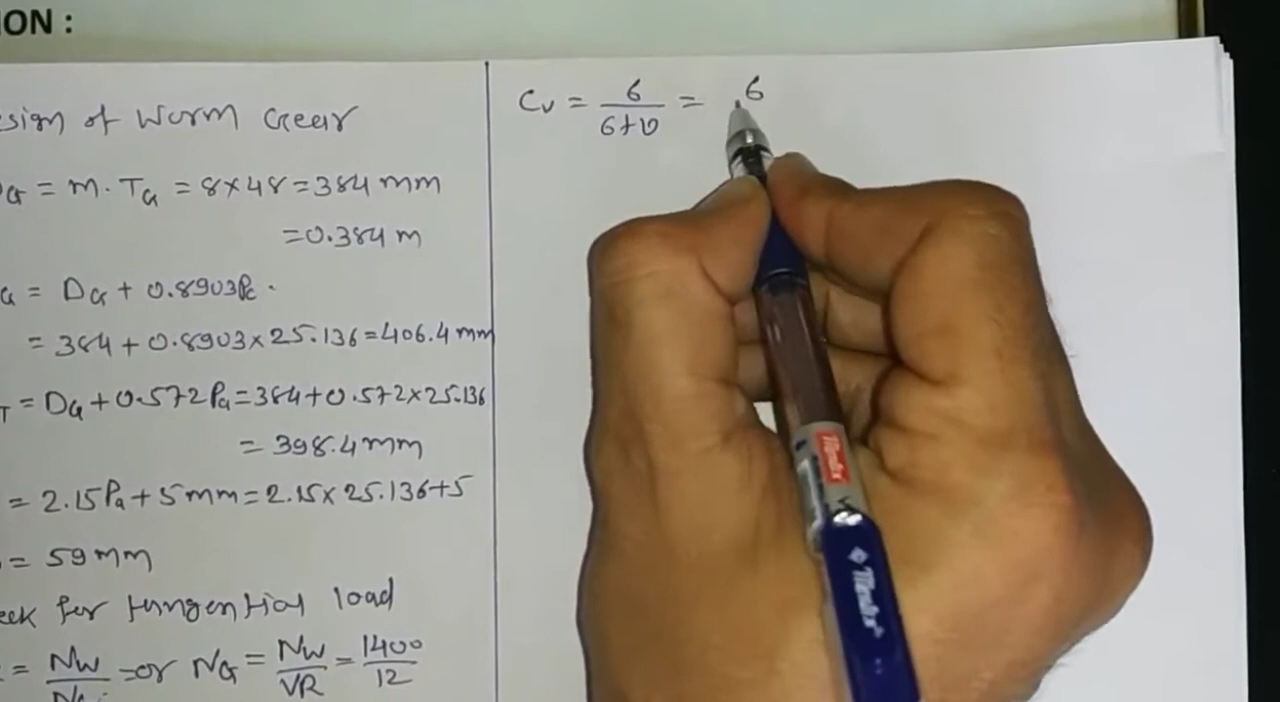 ON :
sign of Worm Gear
G = m. TG = 8×48 = 384 mm
= 0.384 m
G = DG + 0.8903Pc .
= 384 + 0.8903×25.136 = 406.4 mm
T = DG + 0.572Pa = 384 + 0.572×25.136
= 398.4 mm
= 2.15Pa + 5mm = 2.15×25.136+5
= 59 mm
eck for tangential load
= NW/N =or NG = NW/VR = 1400/12
Cv = 6/6+v = 6